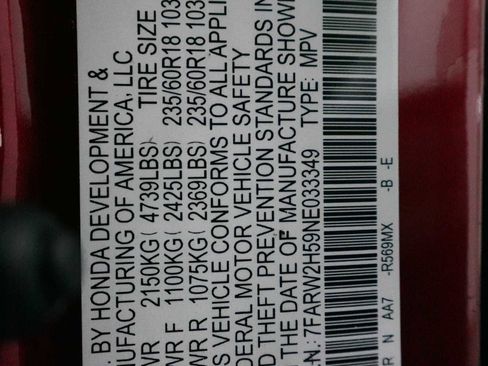 . BY HONDA DEVELOPMENT &
NUFACTURING OF AMERICA, LLC
WR 2150KG( 4739LBS) TIRE SIZE
WR F 1100KG( 2425LBS) 235/60R18 103
WR R 1075KG( 2369LBS) 235/60R18 103
S VEHICLE CONFORMS TO ALL APPLI
DERAL MOTOR VEHICLE SAFETY
D THEFT PREVENTION STANDARDS IN
THE DATE OF MANUFACTURE SHOWN
.N.: 7FARW2H59NE033349 TYPE: MPV
R N AA7 -R569MX -B -E